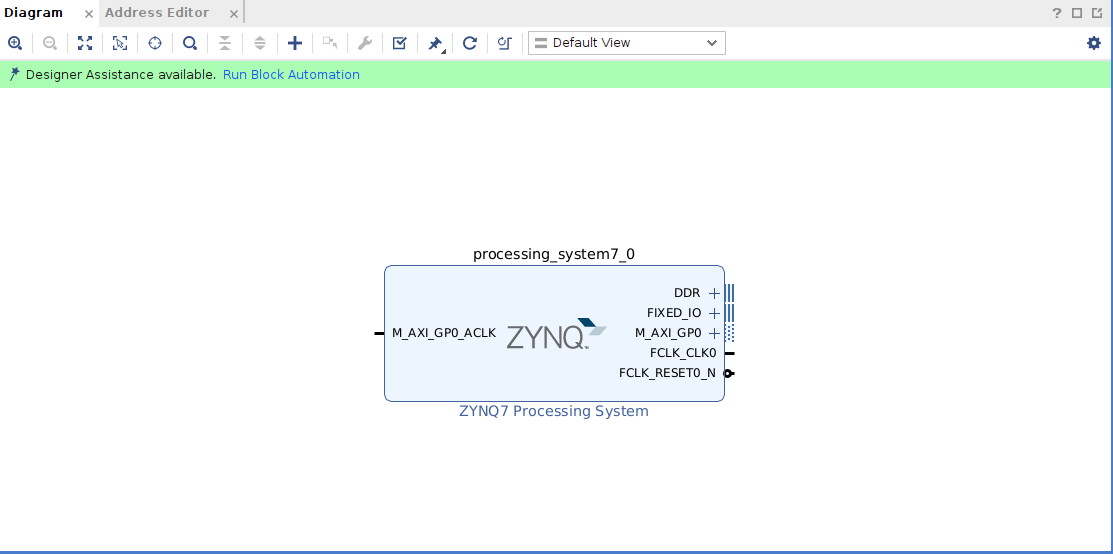 Diagram
Address Editor
Default View
Designer Assistance available. Run Block Automation
processing_system7_0
DDR
FIXED_IO
M_AXI_GP0_ACLK
ZYNQ
M_AXI_GP0
FCLK_CLK0
FCLK_RESET0_N
ZYNQ7 Processing System